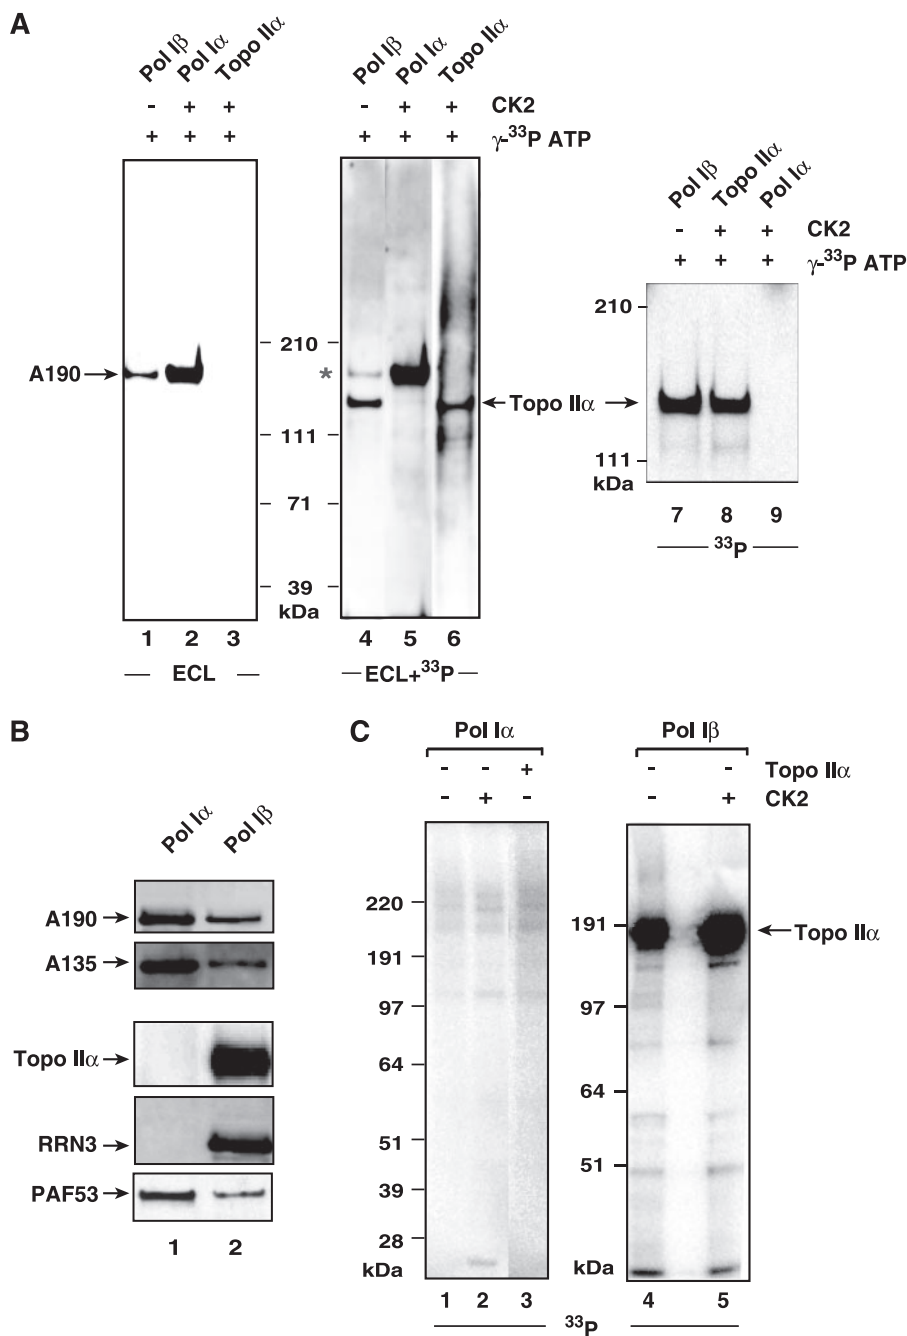 A
Pol Iβ Pol Iα Topo IIα
- + +
+ + +
Pol Iβ Pol Iα Topo IIα
- + + CK2
+ + + γ-³³P ATP
Pol Iβ Topo IIα Pol Iα
- + + CK2
+ + + γ-³³P ATP
A190
210
111
71
39
kDa
*
Topo IIα
210
111
kDa
1 2 3
ECL
4 5 6
ECL+³³P
7 8 9
³³P
B
Pol Iα Pol Iβ
A190
A135
Topo IIα
RRN3
PAF53
1 2
C
Pol Iα
- - +
- + -
Pol Iβ
- - Topo IIα
- + CK2
220
191
97
64
51
39
28
kDa
191
97
64
51
kDa
Topo IIα
1 2 3 4 5
³³P